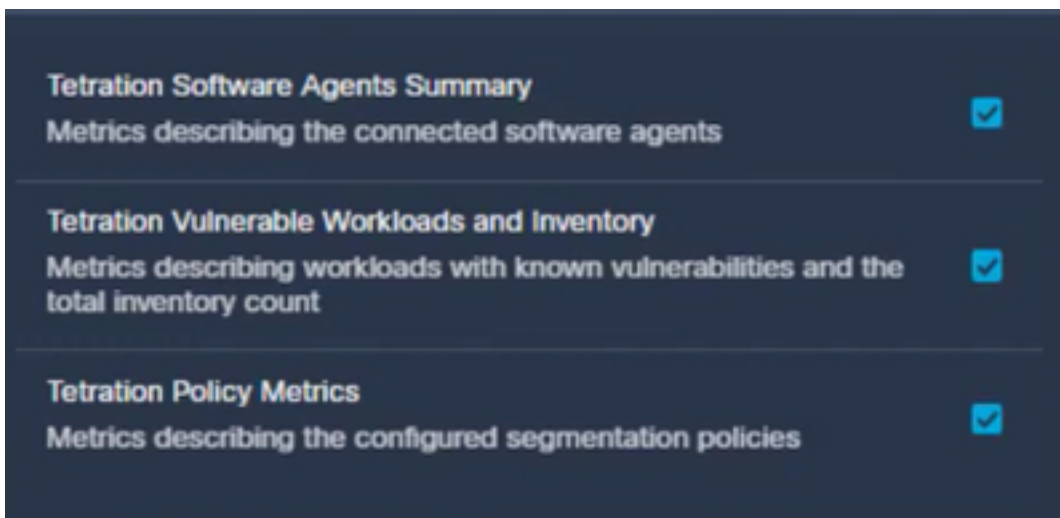 Tetration Software Agents Summary
Metrics describing the connected software agents
Tetration Vulnerable Workloads and Inventory
Metrics describing workloads with known vulnerabilities and the
total inventory count
Tetration Policy Metrics
Metrics describing the configured segmentation policies